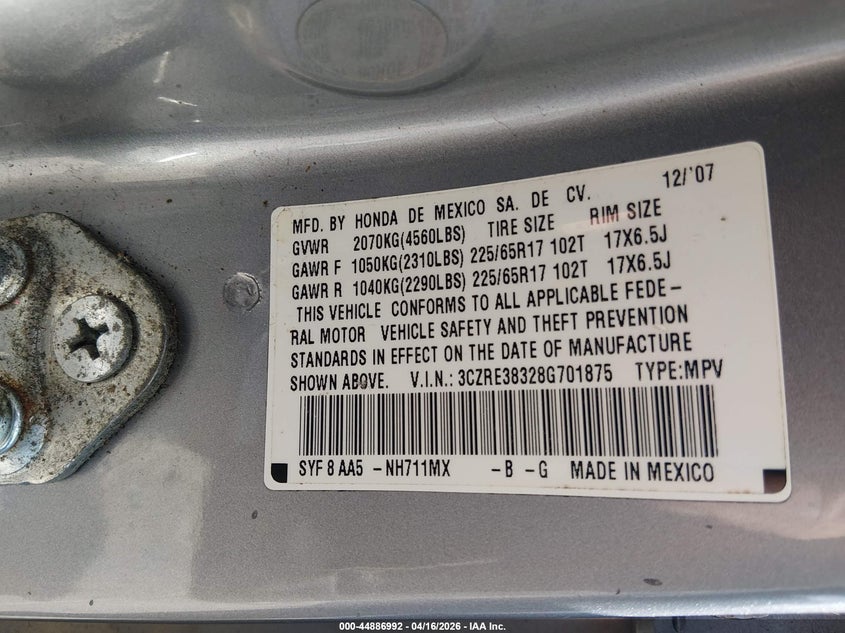 MFD. BY HONDA DE MEXICO SA. DE CV. 12/'07
GVWR 2070KG(4560LBS) TIRE SIZE RIM SIZE
GAWR F 1050KG(2310LBS) 225/65R17 102T 17X6.5J
GAWR R 1040KG(2290LBS) 225/65R17 102T 17X6.5J
THIS VEHICLE CONFORMS TO ALL APPLICABLE FEDE-
RAL MOTOR VEHICLE SAFETY AND THEFT PREVENTION
STANDARDS IN EFFECT ON THE DATE OF MANUFACTURE
SHOWN ABOVE. V.I.N.: 3CZRE38328G701875 TYPE:MPV
SYF 8 AA5 -NH711MX -B -G MADE IN MEXICO
000-44886992 - 04/16/2026 - IAA Inc.